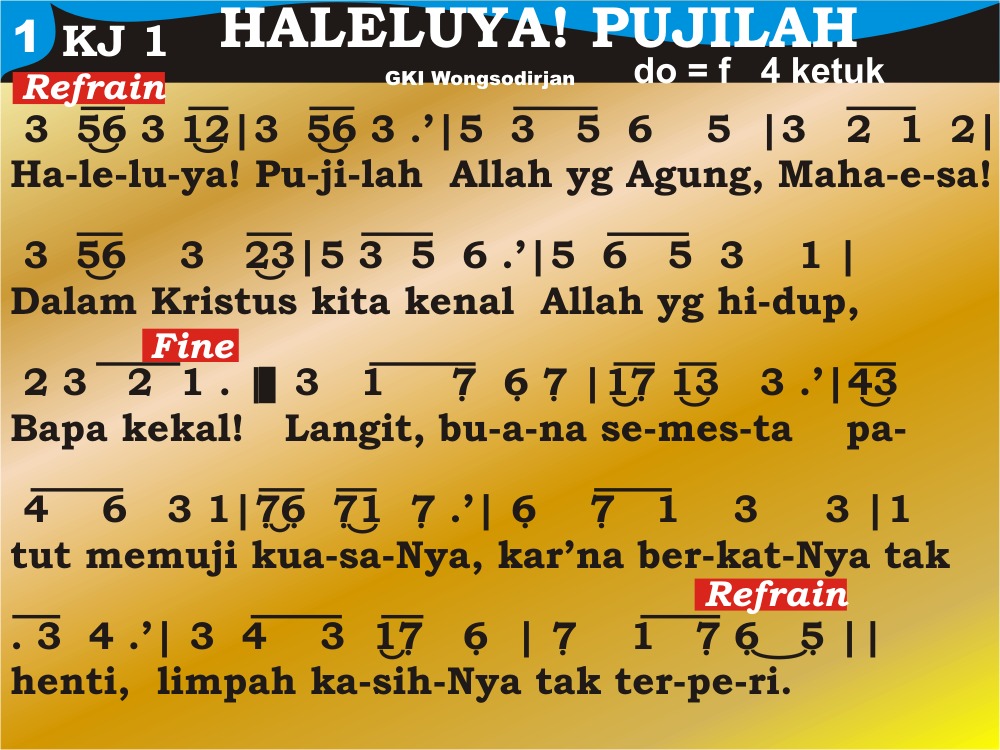 1 KJ 1 HALELUYA! PUJILAH
GKI Wongsodirjan do = f 4 ketuk
Refrain
3 56 3 12|3 56 3 .’|5 3 5 6 5 |3 2 1 2|
Ha-le-lu-ya! Pu-ji-lah Allah yg Agung, Maha-e-sa!
3 56 3 23|5 3 5 6 .’|5 6 5 3 1 |
Dalam Kristus kita kenal Allah yg hi-dup,
Fine
2 3 2 1 . | 3 1 7̣ 6̣ 7̣ |17̣ 13 3 .’|43
Bapa kekal! Langit, bu-a-na se-mes-ta pa-
4 6 3 1|7̣6̣ 7̣1 7̣ .’| 6̣ 7̣ 1 3 3 |1
tut memuji kua-sa-Nya, kar’na ber-kat-Nya tak
Refrain
. 3 4 .’| 3 4 3 17̣ 6̣ | 7̣ 1 7̣ 6̣ 5̣ ||
henti, limpah ka-sih-Nya tak ter-pe-ri.